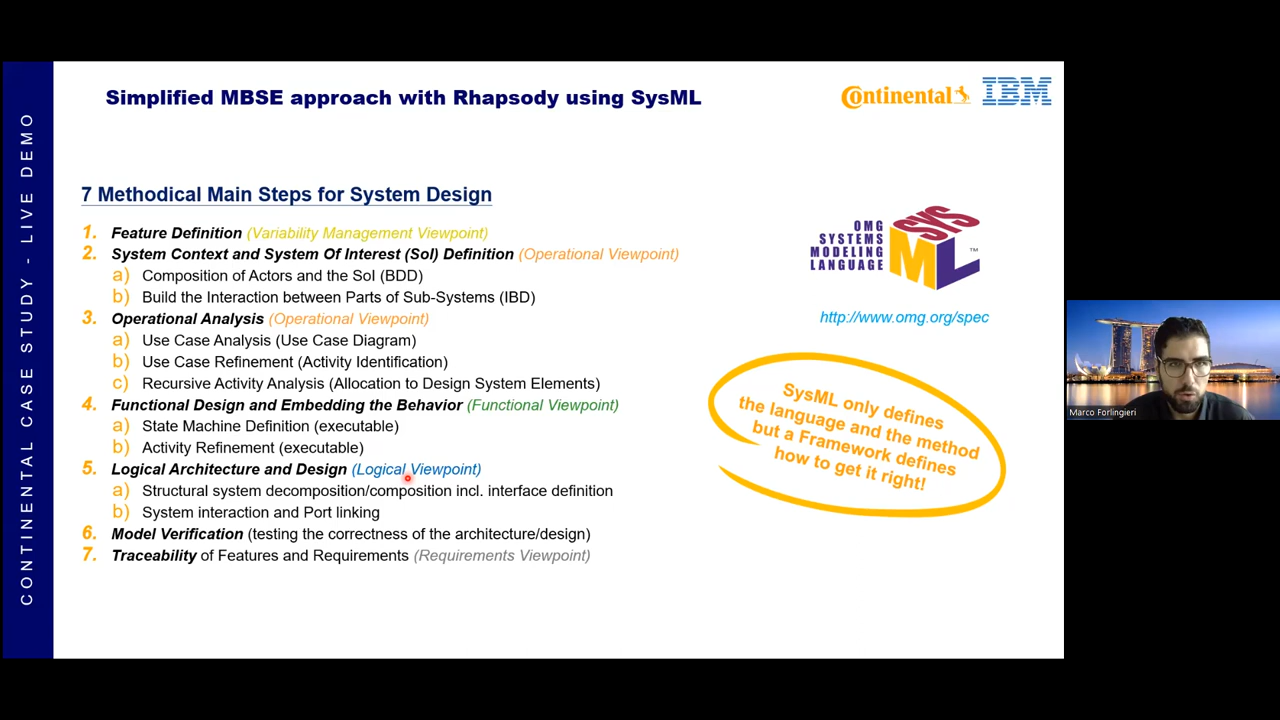 CONTINENTAL CASE STUDY - LIVE DEMO
Simplified MBSE approach with Rhapsody using SysML
Continental
IBM
7 Methodical Main Steps for System Design
1. Feature Definition (Variability Management Viewpoint)
2. System Context and System Of Interest (SoI) Definition (Operational Viewpoint)
a) Composition of Actors and the SoI (BDD)
b) Build the Interaction between Parts of Sub-Systems (IBD)
3. Operational Analysis (Operational Viewpoint)
a) Use Case Analysis (Use Case Diagram)
b) Use Case Refinement (Activity Identification)
c) Recursive Activity Analysis (Allocation to Design System Elements)
4. Functional Design and Embedding the Behavior (Functional Viewpoint)
a) State Machine Definition (executable)
b) Activity Refinement (executable)
5. Logical Architecture and Design (Logical Viewpoint)
a) Structural system decomposition/composition incl. interface definition
b) System interaction and Port linking
6. Model Verification (testing the correctness of the architecture/design)
7. Traceability of Features and Requirements (Requirements Viewpoint)
OMG
SYSTEMS
MODELING
LANGUAGE
SYS
ML
™
http://www.omg.org/spec
SysML only defines
the language and the method
but a Framework defines
how to get it right!
Marco Forlingieri